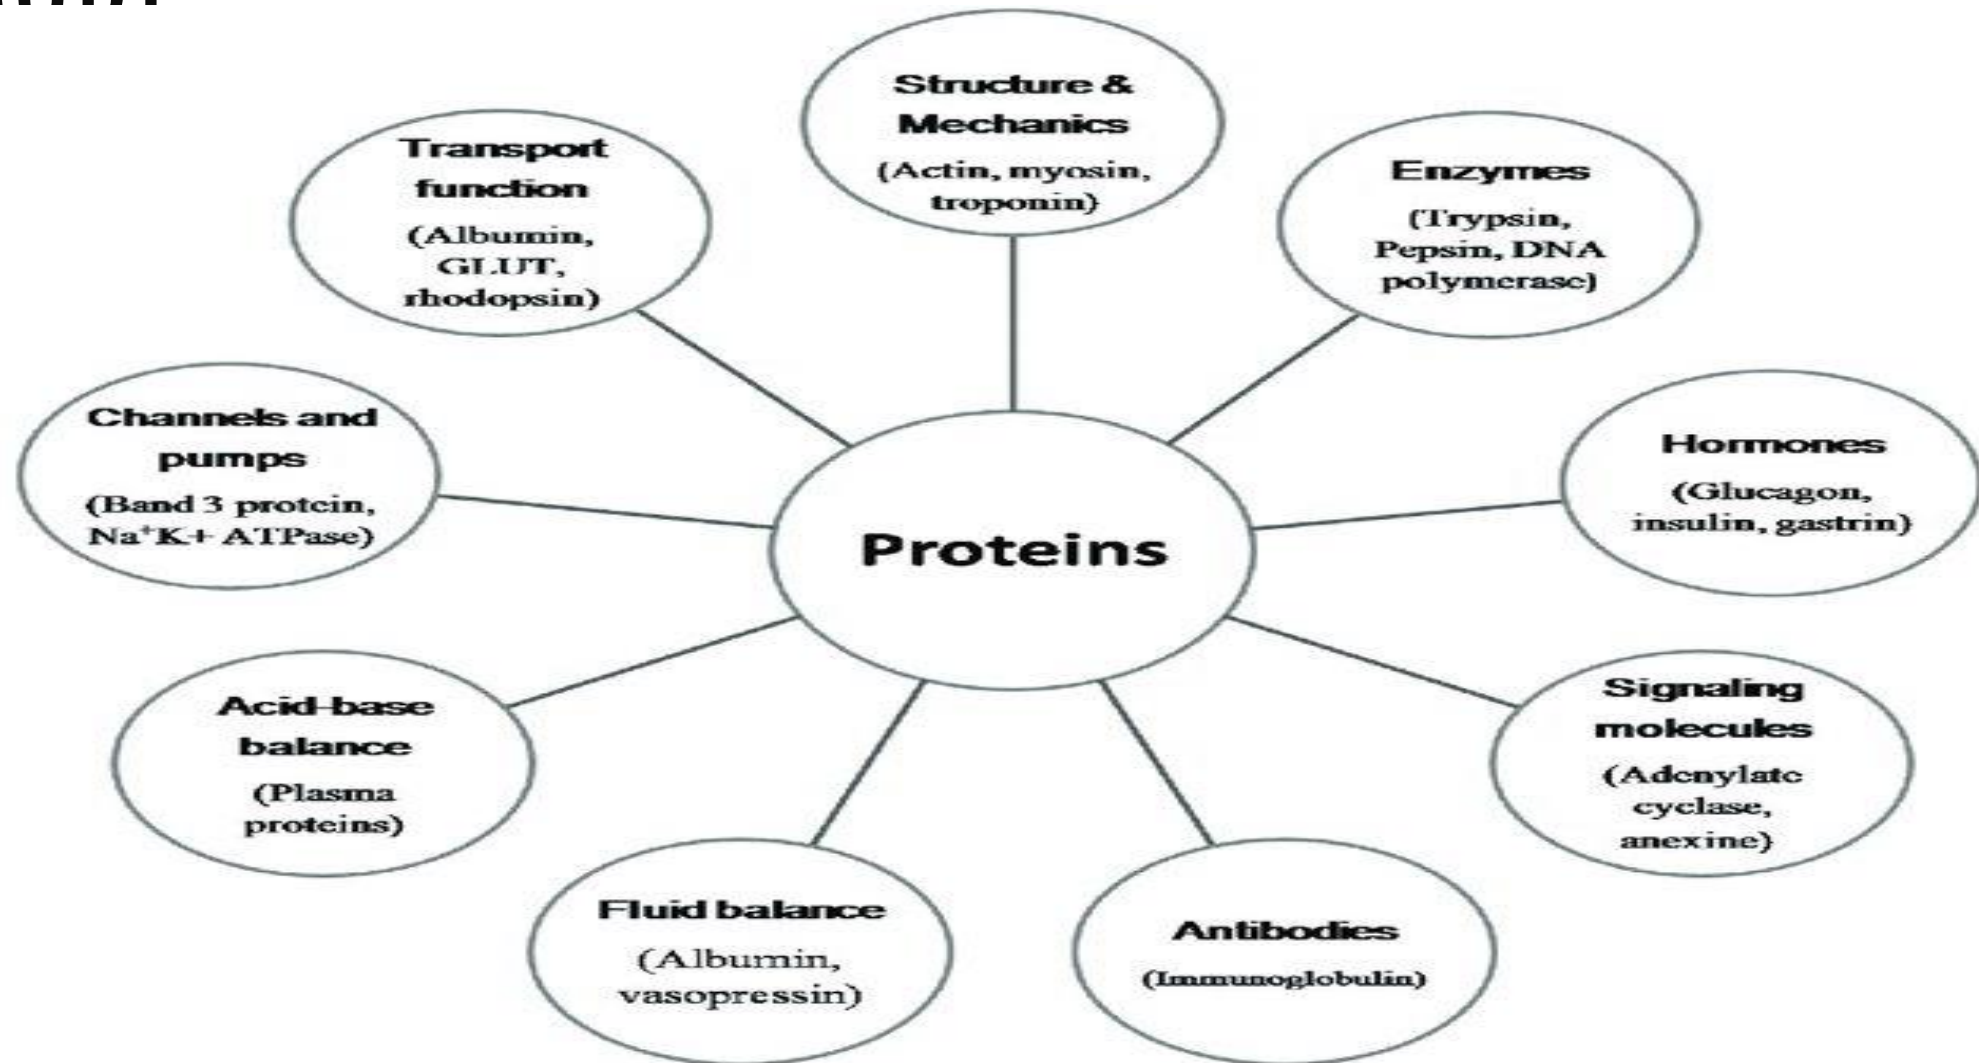 Structure &
Mechanics
(Actin, myosin,
troponin)
Transport
function
(Albumin,
GLUT,
rhodopsin)
Enzymes
(Trypsin,
Pepsin, DNA
polymerase)
Channels and
pumps
(Band 3 protein,
Na⁺K+ ATPase)
Hormones
(Glucagon,
insulin, gastrin)
Proteins
Acid-base
balance
(Plasma
proteins)
Signaling
molecules
(Adenylate
cyclase,
anexine)
Fluid balance
(Albumin,
vasopressin)
Antibodies
(Immunoglobulin)